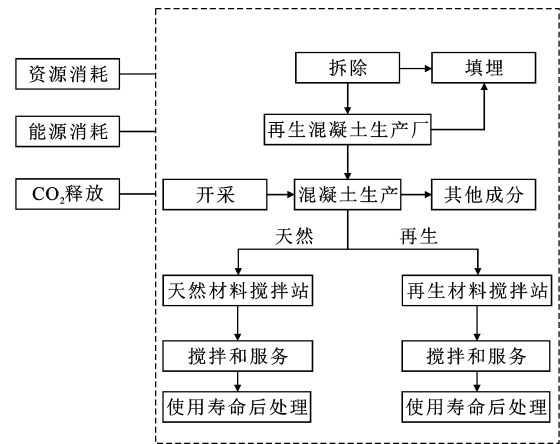 资源消耗
能源消耗
CO₂释放
拆除
填埋
再生混凝土生产厂
开采
混凝土生产
其他成分
天然
再生
天然材料搅拌站
再生材料搅拌站
搅拌和服务
搅拌和服务
使用寿命后处理
使用寿命后处理